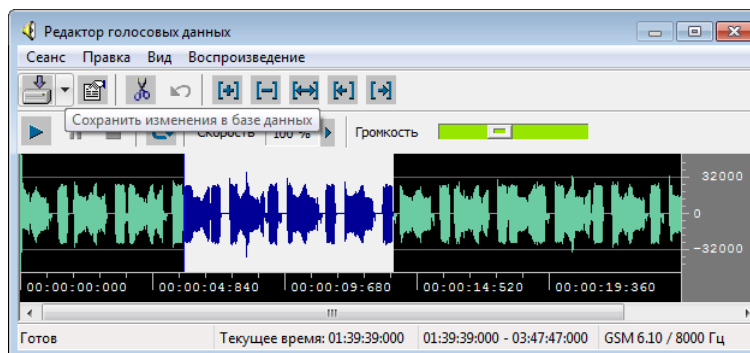 Редактор голосовых данных
Сеанс Правка Вид Воспроизведение
Сохранить изменения в базе данных
Скорость 100 % Громкость
32000
0
-32000
00:00:00:000 00:00:04:840 00:00:09:680 00:00:14:520 00:00:19:360
Готов Текущее время: 01:39:39:000 01:39:39:000 - 03:47:47:000 GSM 6.10 / 8000 Гц